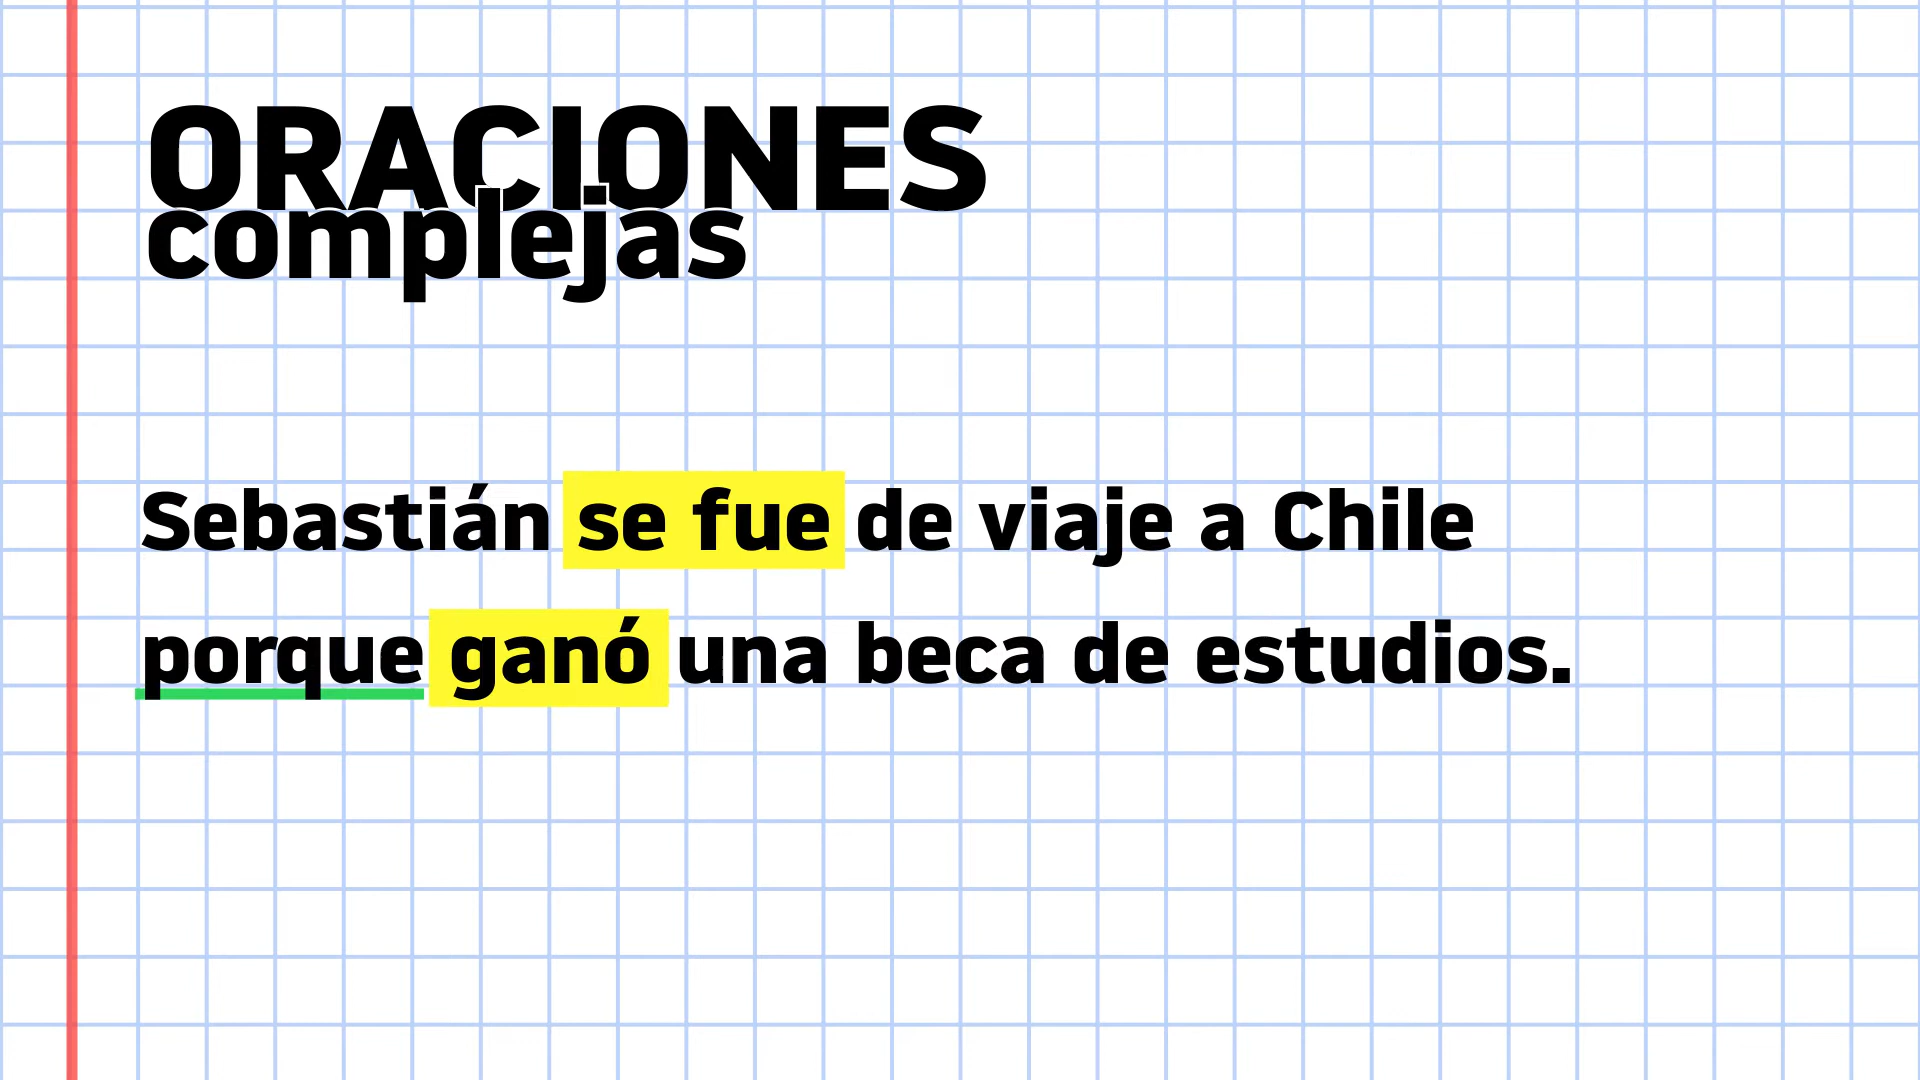 ORACIONES
complejas
Sebastián se fue de viaje a Chile
porque ganó una beca de estudios.